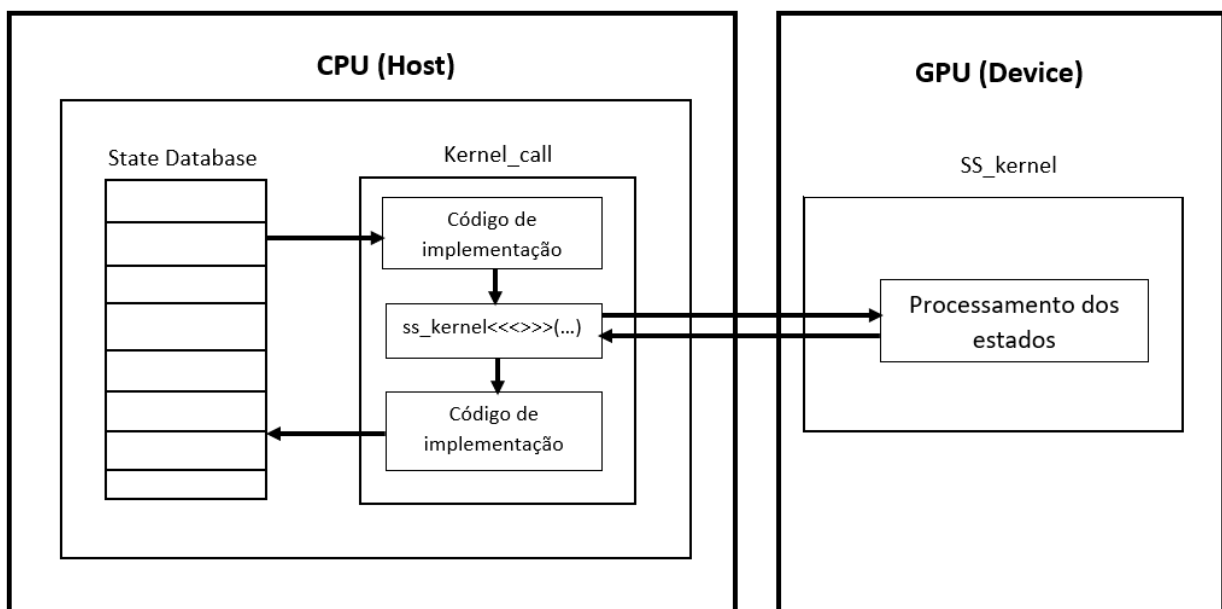 CPU (Host)
State Database
Kernel_call
Código de
implementação
ss_kernel<<<>>>(...)
Código de
implementação
GPU (Device)
SS_kernel
Processamento dos
estados